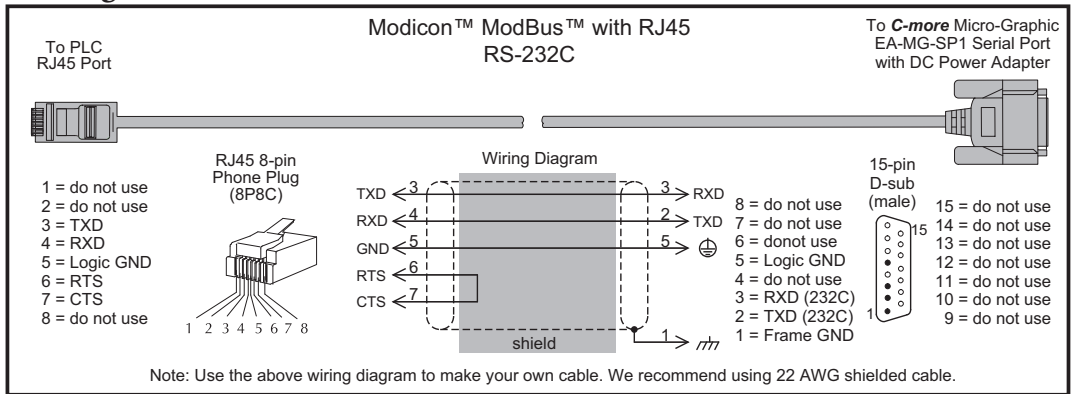 Modicon™ ModBus™ with RJ45
RS-232C
To PLC
RJ45 Port
To C-more Micro-Graphic
EA-MG-SP1 Serial Port
with DC Power Adapter
1 = do not use
2 = do not use
3 = TXD
4 = RXD
5 = Logic GND
6 = RTS
7 = CTS
8 = do not use
RJ45 8-pin
Phone Plug
(8P8C)
1 2 3 4 5 6 7 8
Wiring Diagram
TXD 3 3 RXD
RXD 4 2 TXD
GND 5 5
RTS 6
CTS 7
1
shield
8 = do not use
7 = do not use
6 = donot use
5 = Logic GND
4 = do not use
3 = RXD (232C)
2 = TXD (232C)
1 = Frame GND
15-pin
D-sub
(male)
15
1
15 = do not use
14 = do not use
13 = do not use
12 = do not use
11 = do not use
10 = do not use
9 = do not use
Note: Use the above wiring diagram to make your own cable. We recommend using 22 AWG shielded cable.